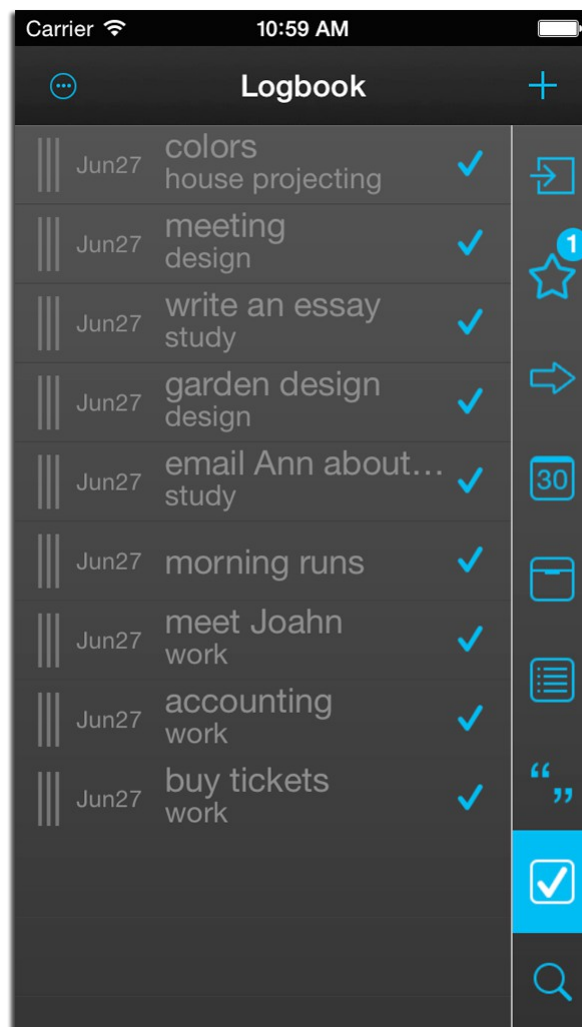 Carrier 10:59 AM
Logbook
Jun27 colors
house projecting
Jun27 meeting
design
1
Jun27 write an essay
study
Jun27 garden design
design
Jun27 email Ann about...
study
30
Jun27 morning runs
Jun27 meet Joahn
work
Jun27 accounting
work
Jun27 buy tickets
work
“ ”